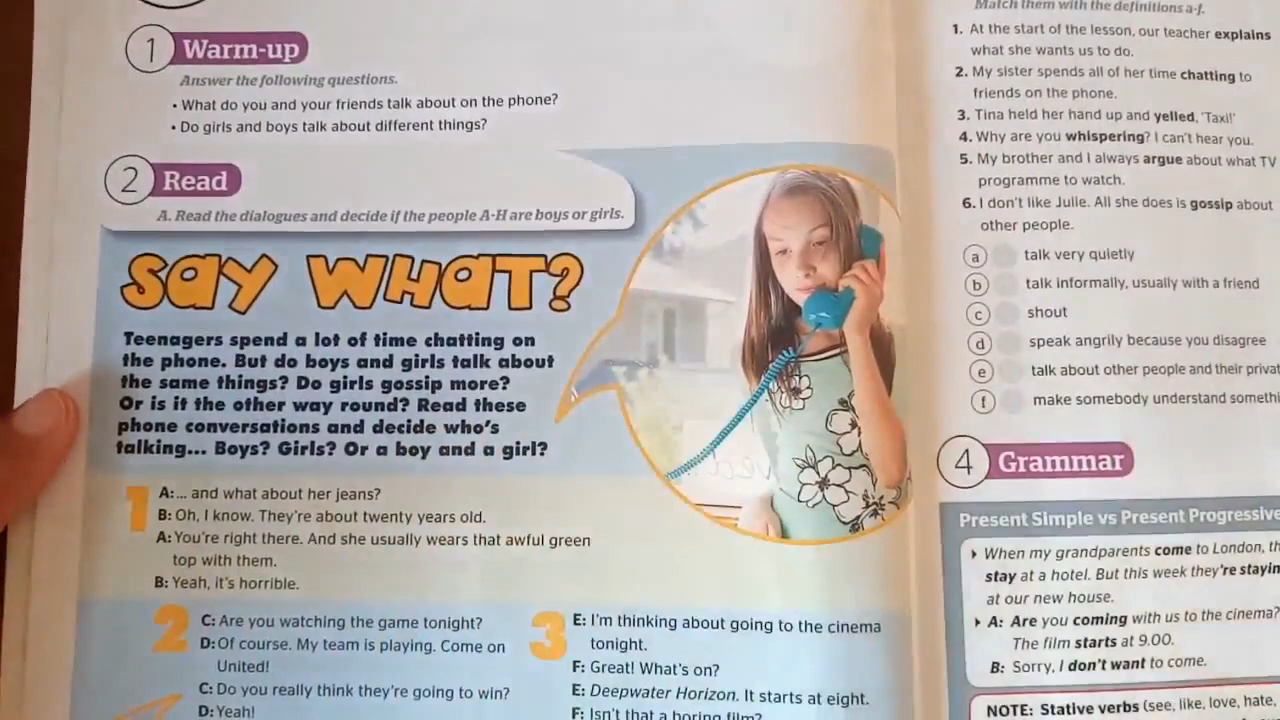 1 Warm-up
Answer the following questions.
• What do you and your friends talk about on the phone?
• Do girls and boys talk about different things?
2 Read
A. Read the dialogues and decide if the people A-H are boys or girls.
SAY WHAT?
Teenagers spend a lot of time chatting on
the phone. But do boys and girls talk about
the same things? Do girls gossip more?
Or is it the other way round? Read these
phone conversations and decide who's
talking... Boys? Girls? Or a boy and a girl?
1
A:... and what about her jeans?
B: Oh, I know. They're about twenty years old.
A: You're right there. And she usually wears that awful green
top with them.
B: Yeah, it's horrible.
2
C: Are you watching the game tonight?
D: Of course. My team is playing. Come on
United!
C: Do you really think they're going to win?
D: Yeah!
3
E: I'm thinking about going to the cinema
tonight.
F: Great! What's on?
E: Deepwater Horizon. It starts at eight.
F: Isn't that a boring film?
Match them with the definitions a-f.
1. At the start of the lesson, our teacher explains
what she wants us to do.
2. My sister spends all of her time chatting to
friends on the phone.
3. Tina held her hand up and yelled, 'Taxi!'
4. Why are you whispering? I can't hear you.
5. My brother and I always argue about what TV
programme to watch.
6. I don't like Julie. All she does is gossip about
other people.
a talk very quietly
b talk informally, usually with a friend
c shout
d speak angrily because you disagree
e talk about other people and their
f make somebody understand
4 Grammar
Present Simple vs Present Progressive
When my grandparents come to London,
stay at a hotel. But this week
at our new house.
A: Are you coming with us to the cinema?
The film starts at 9.00.
B: Sorry, I don't want to come.
NOTE: Stative verbs (see, like, love, hate,